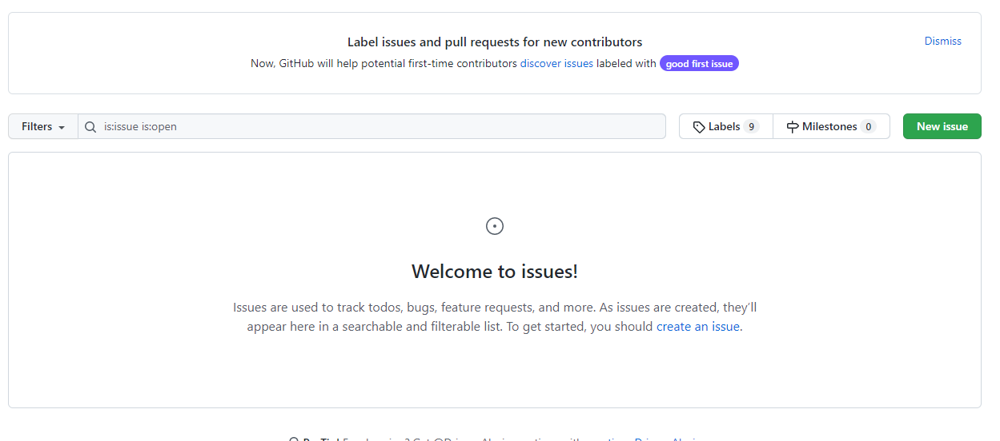 Label issues and pull requests for new contributors
Dismiss
Now, GitHub will help potential first-time contributors discover issues labeled with good first issue
Filters
is:issue is:open
Labels 9
Milestones 0
New issue
Welcome to issues!
Issues are used to track todos, bugs, feature requests, and more. As issues are created, they’ll
appear here in a searchable and filterable list. To get started, you should create an issue.